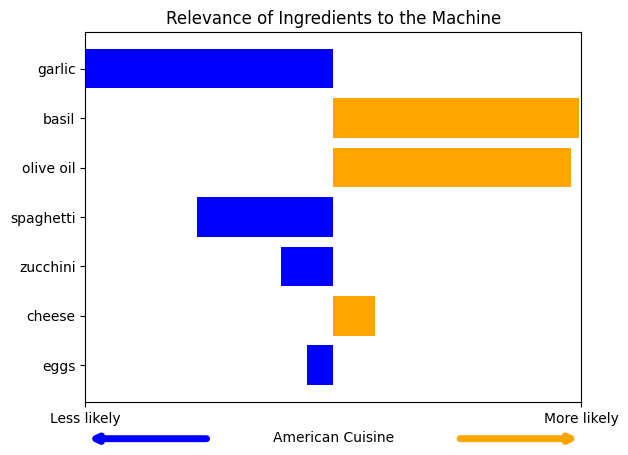 Relevance of Ingredients to the Machine
garlic
basil
olive oil
spaghetti
zucchini
cheese
eggs
Less likely
More likely
American Cuisine